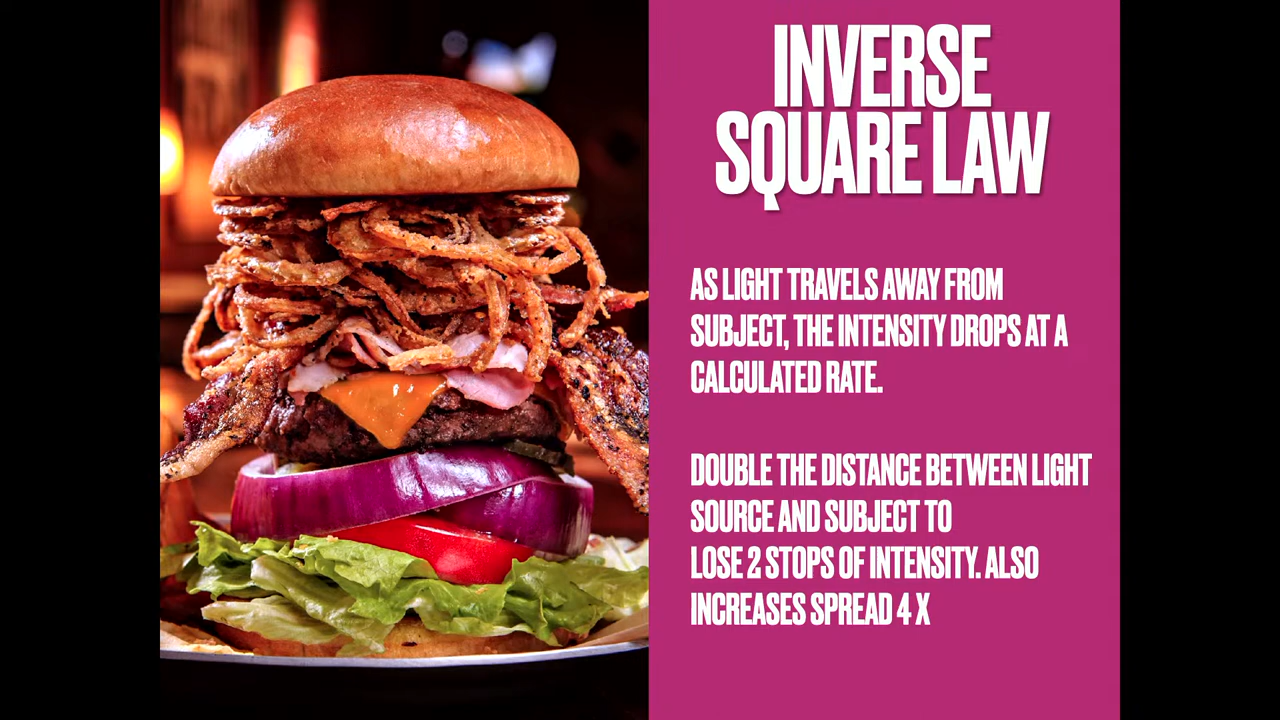 INVERSE
SQUARE LAW
AS LIGHT TRAVELS AWAY FROM
SUBJECT, THE INTENSITY DROPS AT A
CALCULATED RATE.
DOUBLE THE DISTANCE BETWEEN LIGHT
SOURCE AND SUBJECT TO
LOSE 2 STOPS OF INTENSITY. ALSO
INCREASES SPREAD 4 X